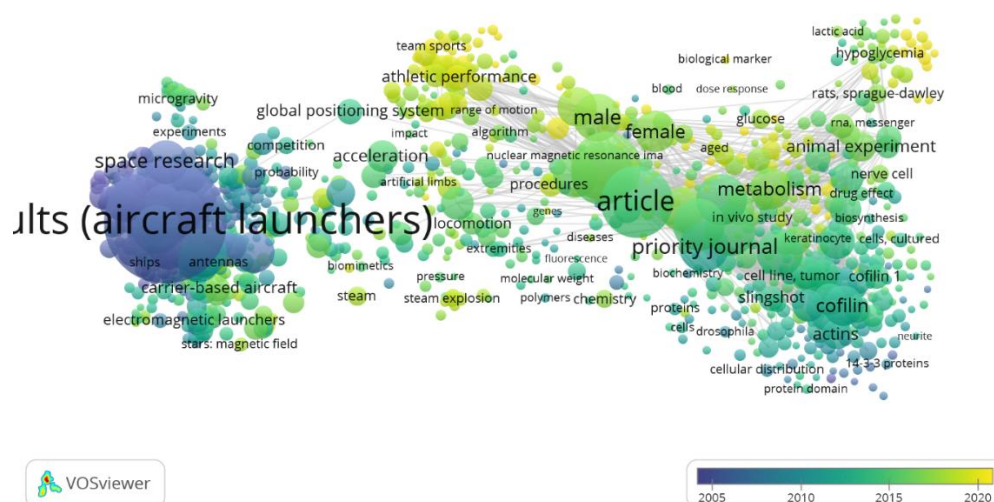 lactic acid
team sports
hypoglycemia
biological marker
athletic performance
blood
dose response
rats, sprague-dawley
microgravity
global positioning system
range of motion
male
glucose
rna, messenger
experiments
impact
algorithm
female
competition
aged
animal experiment
space research
acceleration
nuclear magnetic resonance ima
probability
nerve cell
artificial limbs
procedures
metabolism
drug effect
article
ults (aircraft launchers)
locomotion
genes
in vivo study
biosynthesis
diseases
keratinocyte
cells, cultured
extremities
priority journal
ships
antennas
biomimetics
fluorescence
pressure
molecular weight
biochemistry
cell line, tumor
cofilin 1
carrier-based aircraft
steam
steam explosion
polymers
chemistry
slingshot
cofilin
proteins
electromagnetic launchers
cells
drosophila
actins
neurite
stars: magnetic field
14-3-3 proteins
cellular distribution
protein domain
VOSviewer
2005
2010
2015
2020